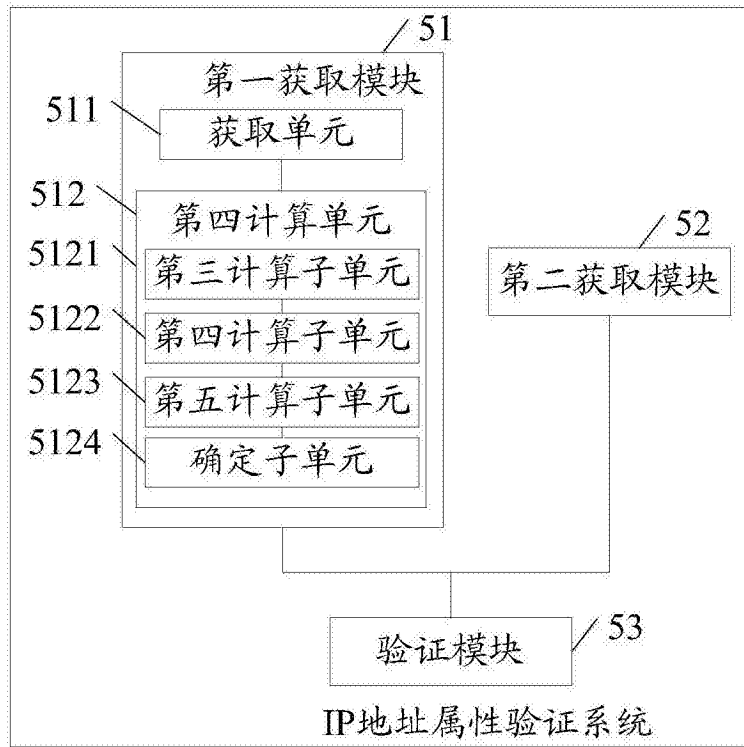 51
第一获取模块
511
获取单元
512
第四计算单元
5121
第三计算子单元
5122
第四计算子单元
5123
第五计算子单元
5124
确定子单元
52
第二获取模块
53
验证模块
IP地址属性验证系统